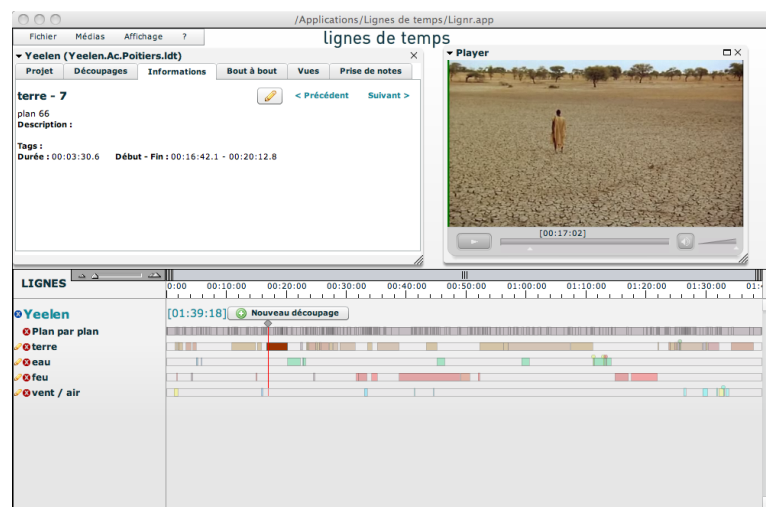 /Applications/Lignes de temps/Lignr.app
Fichier Médias Affichage ?
lignes de temps
Yeelen (Yeelen.Ac.Poitiers.ldt)
Projet Découpages Informations Bout à bout Vues Prise de notes
terre - 7
< Précédent Suivant >
plan 66
Description :
Tags :
Durée : 00:03:30.6 Début - Fin : 00:16:42.1 - 00:20:12.8
Player
[00:17:02]
LIGNES
0:00 00:10:00 00:20:00 00:30:00 00:40:00 00:50:00 01:00:00 01:10:00 01:20:00 01:30:00 01:
Yeelen
[01:39:18] Nouveau découpage
Plan par plan
terre
eau
feu
vent / air